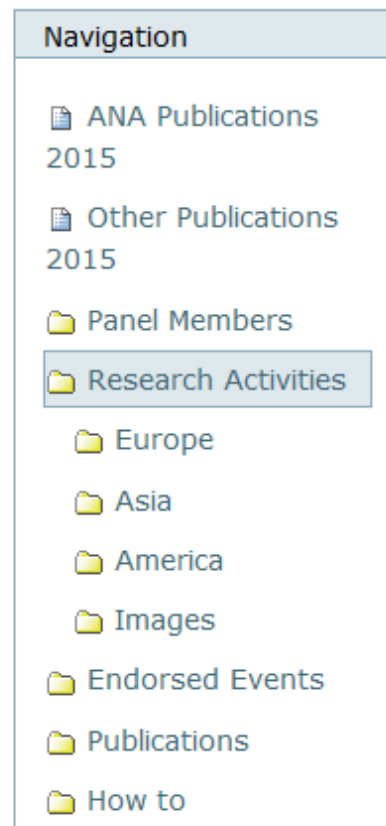 Navigation
ANA Publications
2015
Other Publications
2015
Panel Members
Research Activities
Europe
Asia
America
Images
Endorsed Events
Publications
How to